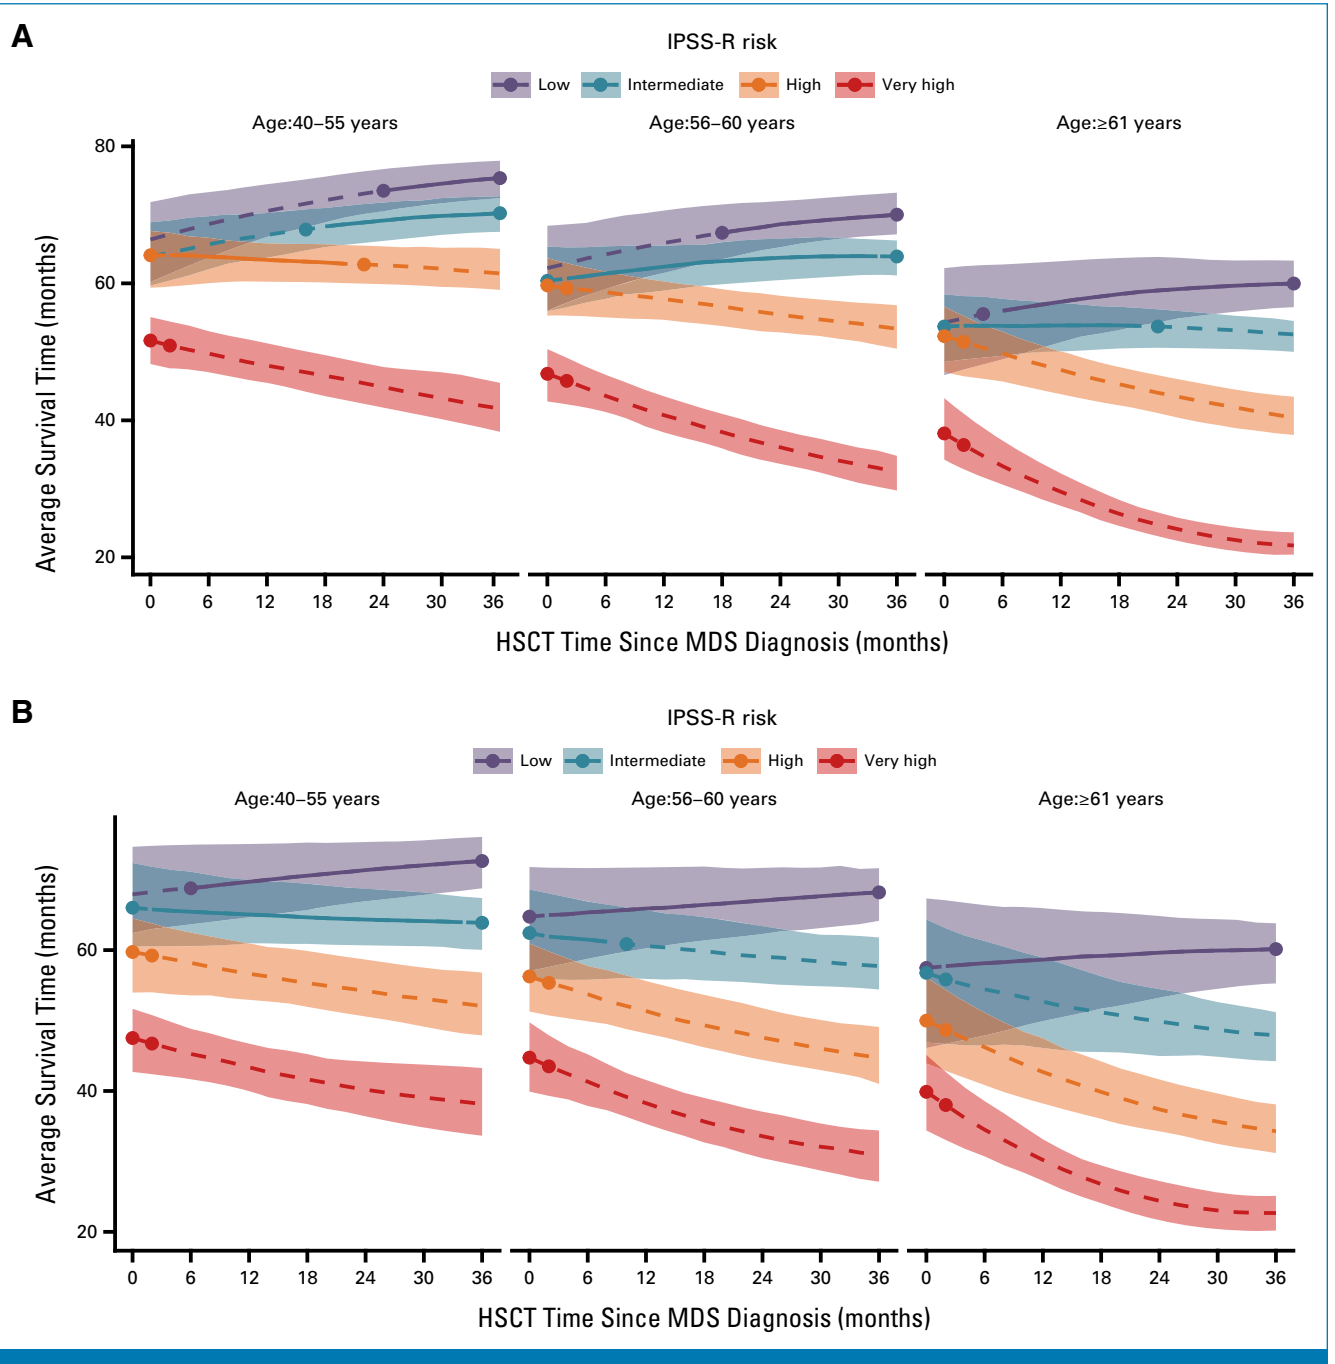 A
IPSS-R risk
Low Intermediate High Very high
Age:40–55 years Age:56–60 years Age:≥61 years
Average Survival Time (months)
80
60
40
20
0 6 12 18 24 30 36 0 6 12 18 24 30 36 0 6 12 18 24 30 36
HSCT Time Since MDS Diagnosis (months)
B
IPSS-R risk
Low Intermediate High Very high
Age:40–55 years Age:56–60 years Age:≥61 years
Average Survival Time (months)
60
40
20
0 6 12 18 24 30 36 0 6 12 18 24 30 36 0 6 12 18 24 30 36
HSCT Time Since MDS Diagnosis (months)